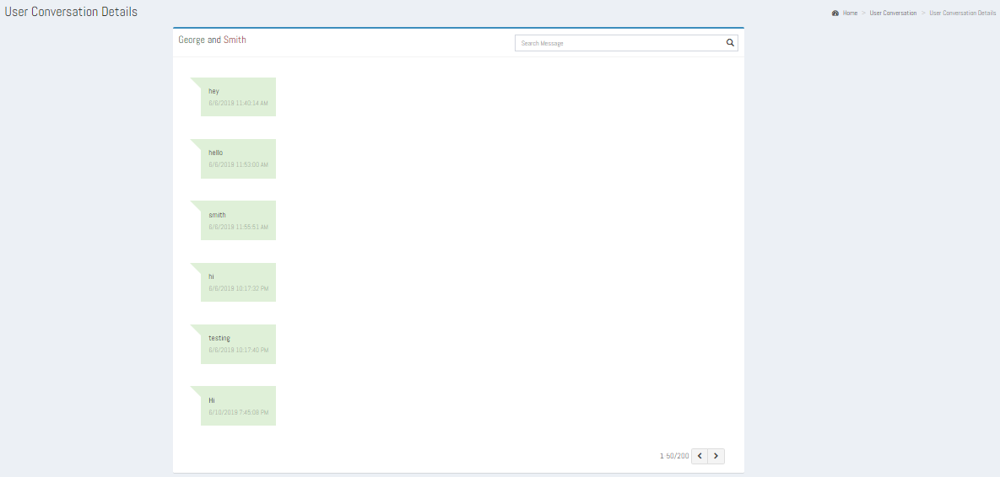 User Conversation Details
Home > User Conversation > User Conversation Details
George and Smith
Search Message
hey
6/6/2019 11:40:14 AM
hello
6/6/2019 11:53:00 AM
smith
6/6/2019 11:55:51 AM
hi
6/6/2019 10:17:32 PM
testing
6/6/2019 10:17:40 PM
Hi
6/10/2019 7:45:08 PM
1-50/200